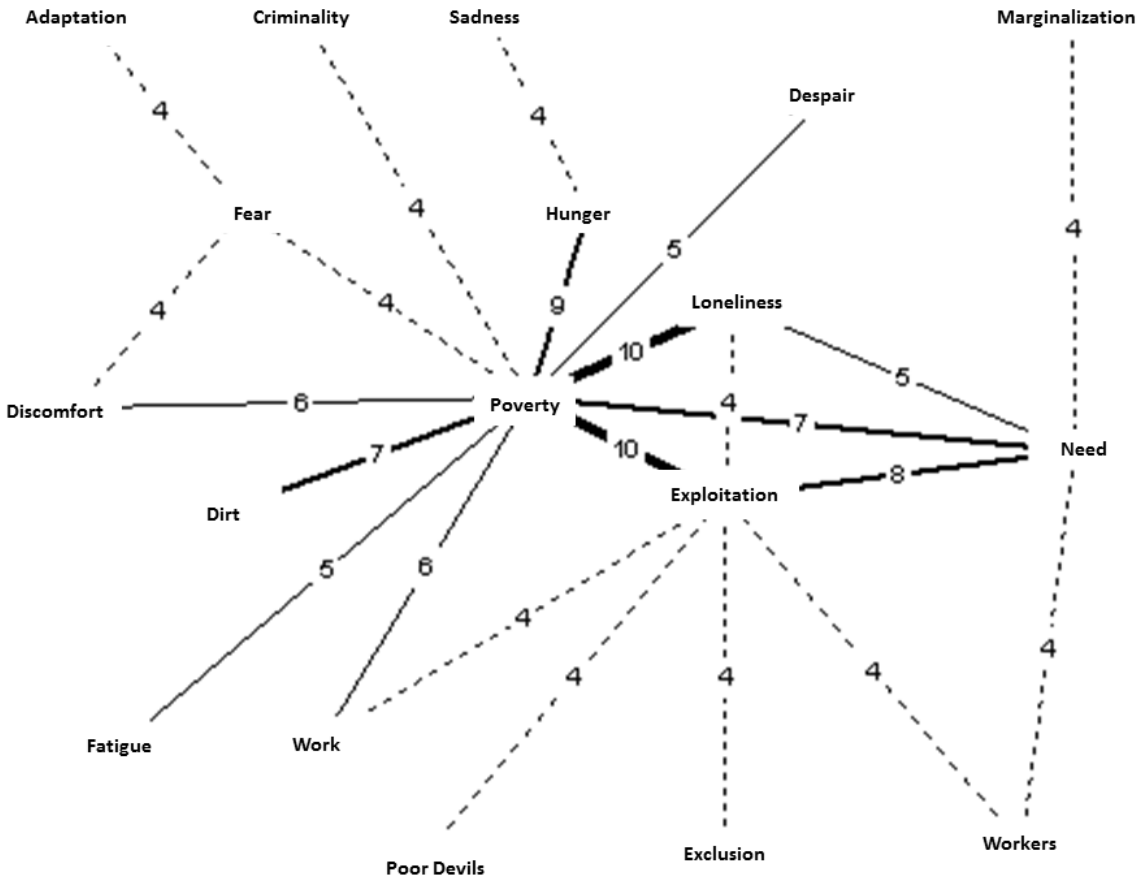 Adaptation
Criminality
Sadness
Marginalization
Despair
4
4
Fear
Hunger
4
4
5
Loneliness
4
4
9
10
5
Discomfort
6
Poverty
4
7
7
10
8
Need
Dirt
Exploitation
5
6
4
4
4
4
4
Fatigue
Work
Poor Devils
Exclusion
Workers